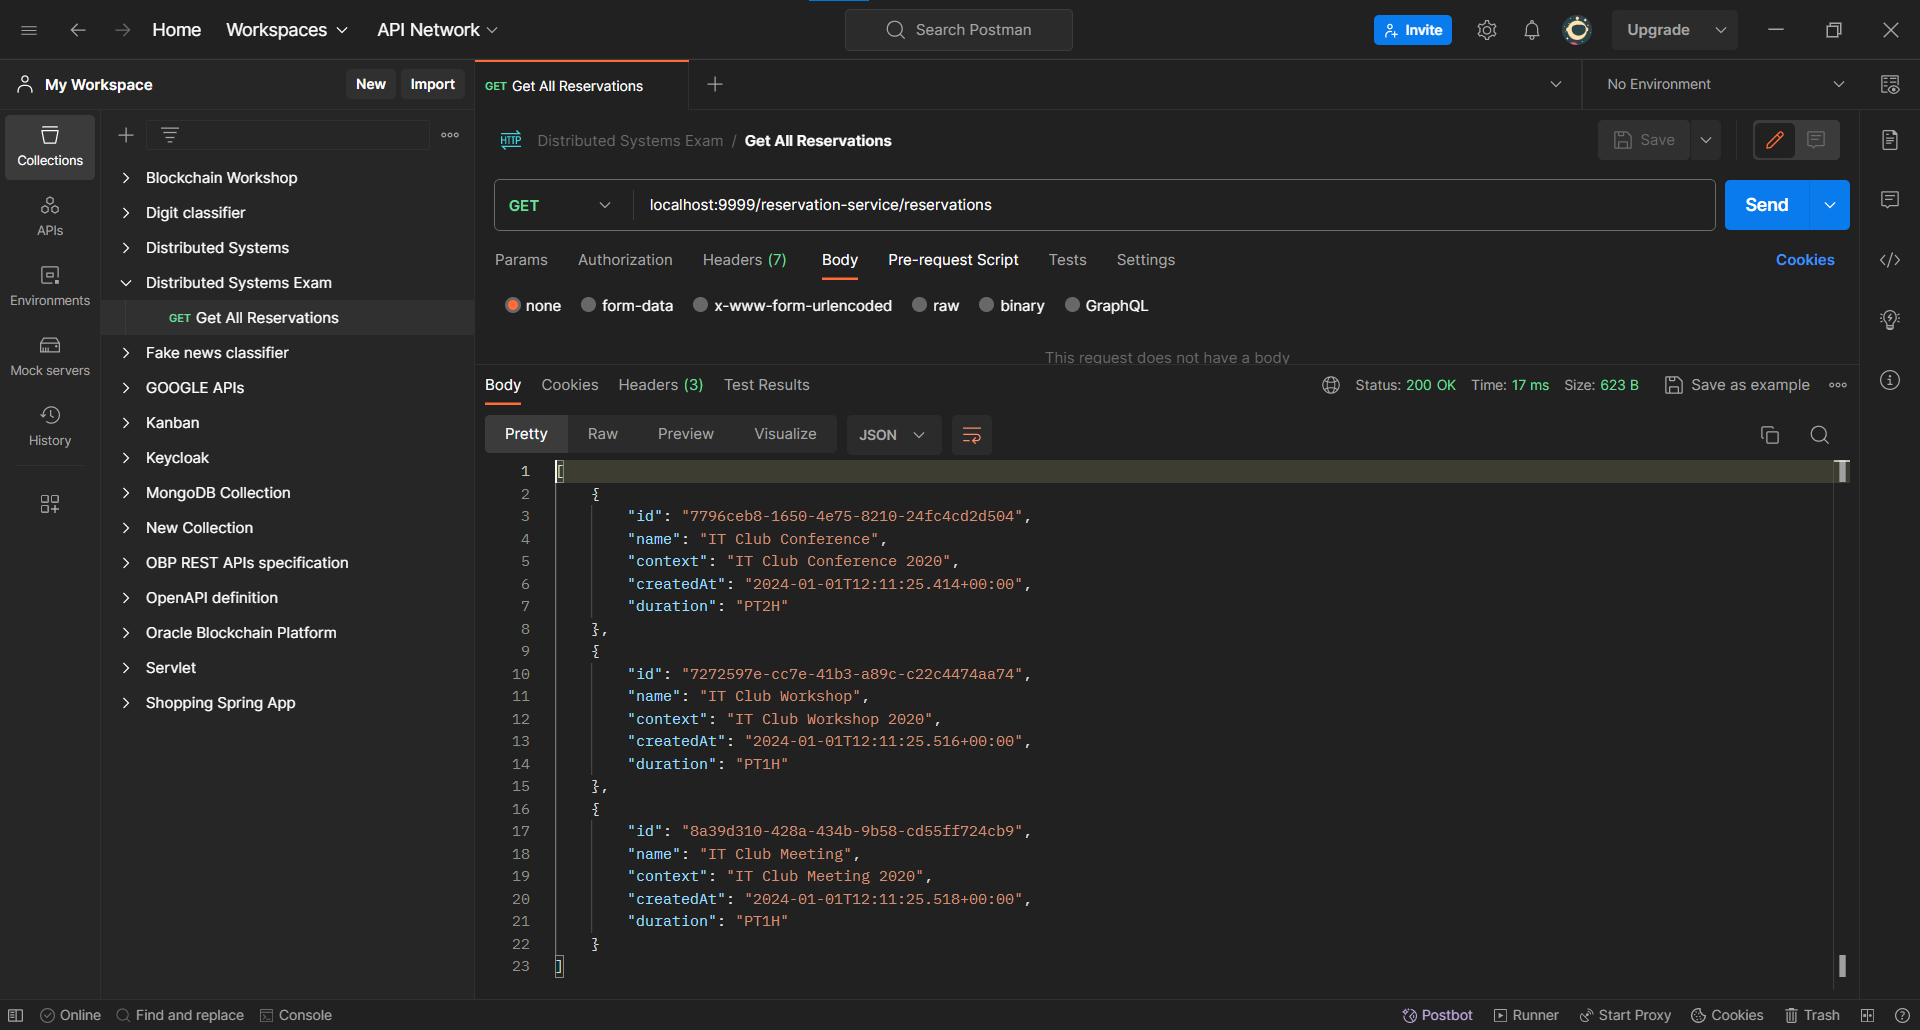 Home Workspaces API Network Search Postman Invite Upgrade
My Workspace New Import GET Get All Reservations No Environment
Collections
APIs
Environments
Mock servers
History
Blockchain Workshop
Digit classifier
Distributed Systems
Distributed Systems Exam
GET Get All Reservations
Fake news classifier
GOOGLE APIs
Kanban
Keycloak
MongoDB Collection
New Collection
OBP REST APIs specification
OpenAPI definition
Oracle Blockchain Platform
Servlet
Shopping Spring App
HTTP Distributed Systems Exam / Get All Reservations Save
GET localhost:9999/reservation-service/reservations Send
Params Authorization Headers (7) Body Pre-request Script Tests Settings Cookies
none form-data x-www-form-urlencoded raw binary GraphQL
This request does not have a body
Body Cookies Headers (3) Test Results Status: 200 OK Time: 17 ms Size: 623 B Save as example
Pretty Raw Preview Visualize JSON
1 [
2 {
3 "id": "7796ceb8-1650-4e75-8210-24fc4cd2d504",
4 "name": "IT Club Conference",
5 "context": "IT Club Conference 2020",
6 "createdAt": "2024-01-01T12:11:25.414+00:00",
7 "duration": "PT2H"
8 },
9 {
10 "id": "7272597e-cc7e-41b3-a89c-c22c4474aa74",
11 "name": "IT Club Workshop",
12 "context": "IT Club Workshop 2020",
13 "createdAt": "2024-01-01T12:11:25.516+00:00",
14 "duration": "PT1H"
15 },
16 {
17 "id": "8a39d310-428a-434b-9b58-cd55ff724cb9",
18 "name": "IT Club Meeting",
19 "context": "IT Club Meeting 2020",
20 "createdAt": "2024-01-01T12:11:25.518+00:00",
21 "duration": "PT1H"
22 }
23 ]
Online Find and replace Console Postbot Runner Start Proxy Cookies Trash